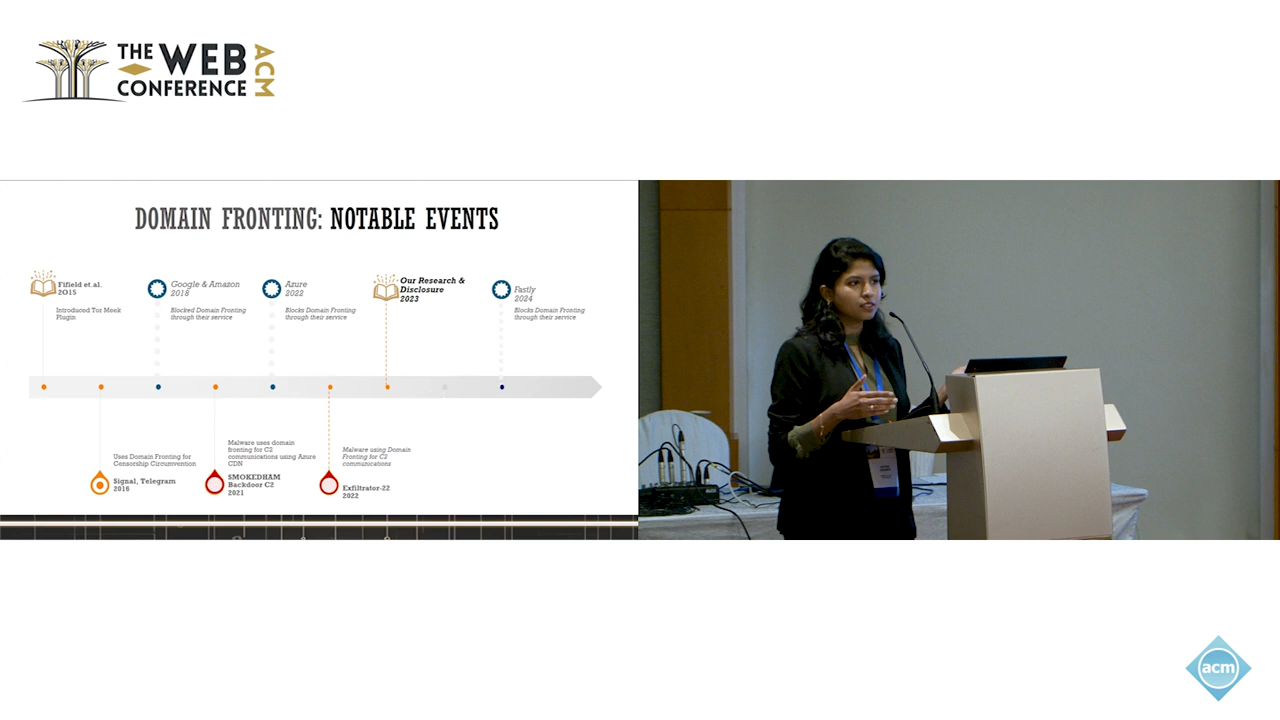 THE WEB
CONFERENCE
ACM
DOMAIN FRONTING: NOTABLE EVENTS
Fifield et.al.
2015
Introduced Tor Meek
Plugin
Google & Amazon
2018
Blocked Domain Fronting
through their service
Azure
2022
Blocks Domain Fronting
through their service
Our Research &
Disclosure
2023
Fastly
2024
Blocks Domain Fronting
through their service
Uses Domain Fronting for
Censorship Circumvention
Signal, Telegram
2016
Malware uses domain
fronting for C2
communications using Azure
CDN
SMOKEDHAM
Backdoor C2
2021
Malware using Domain
Fronting for C2
communications
Exfiltrator-22
2022
acm